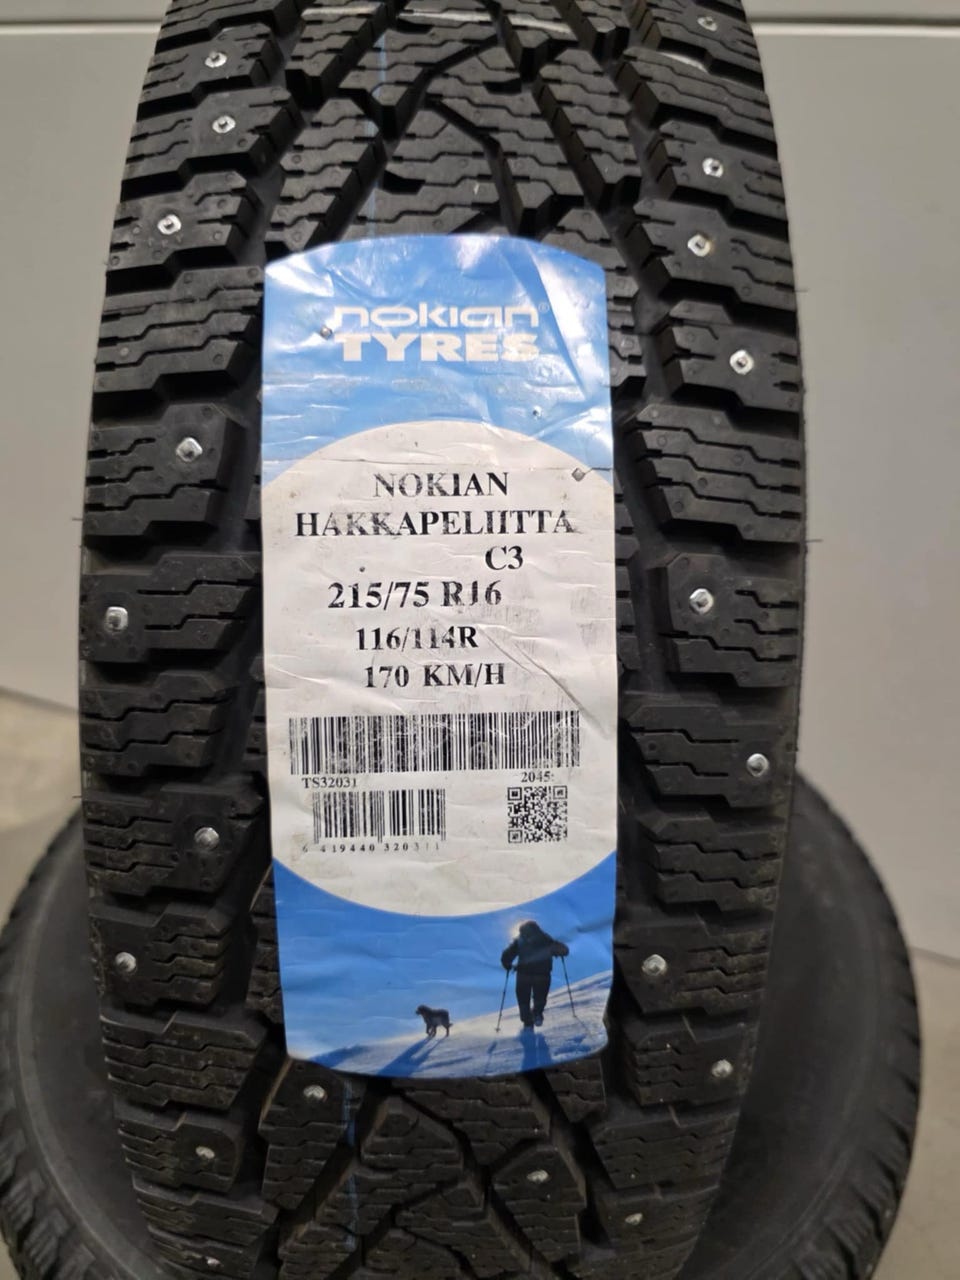 nokian®
TYRES
NOKIAN
HAKKAPELIITTA
C3
215/75 R16
116/114R
170 KM/H
TS32031 2045:
6 419440 320311